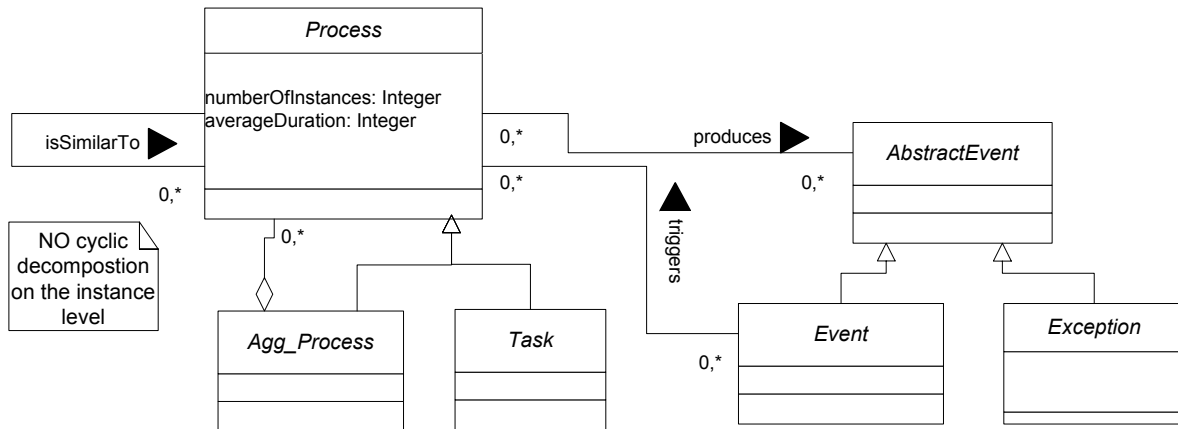 Process
numberOfInstances: Integer
averageDuration: Integer
isSimilarTo
0,*
0,*
produces
0,*
AbstractEvent
0,*
triggers
0,*
NO cyclic
decompostion
on the instance
level
Agg_Process
Task
0,*
Event
Exception